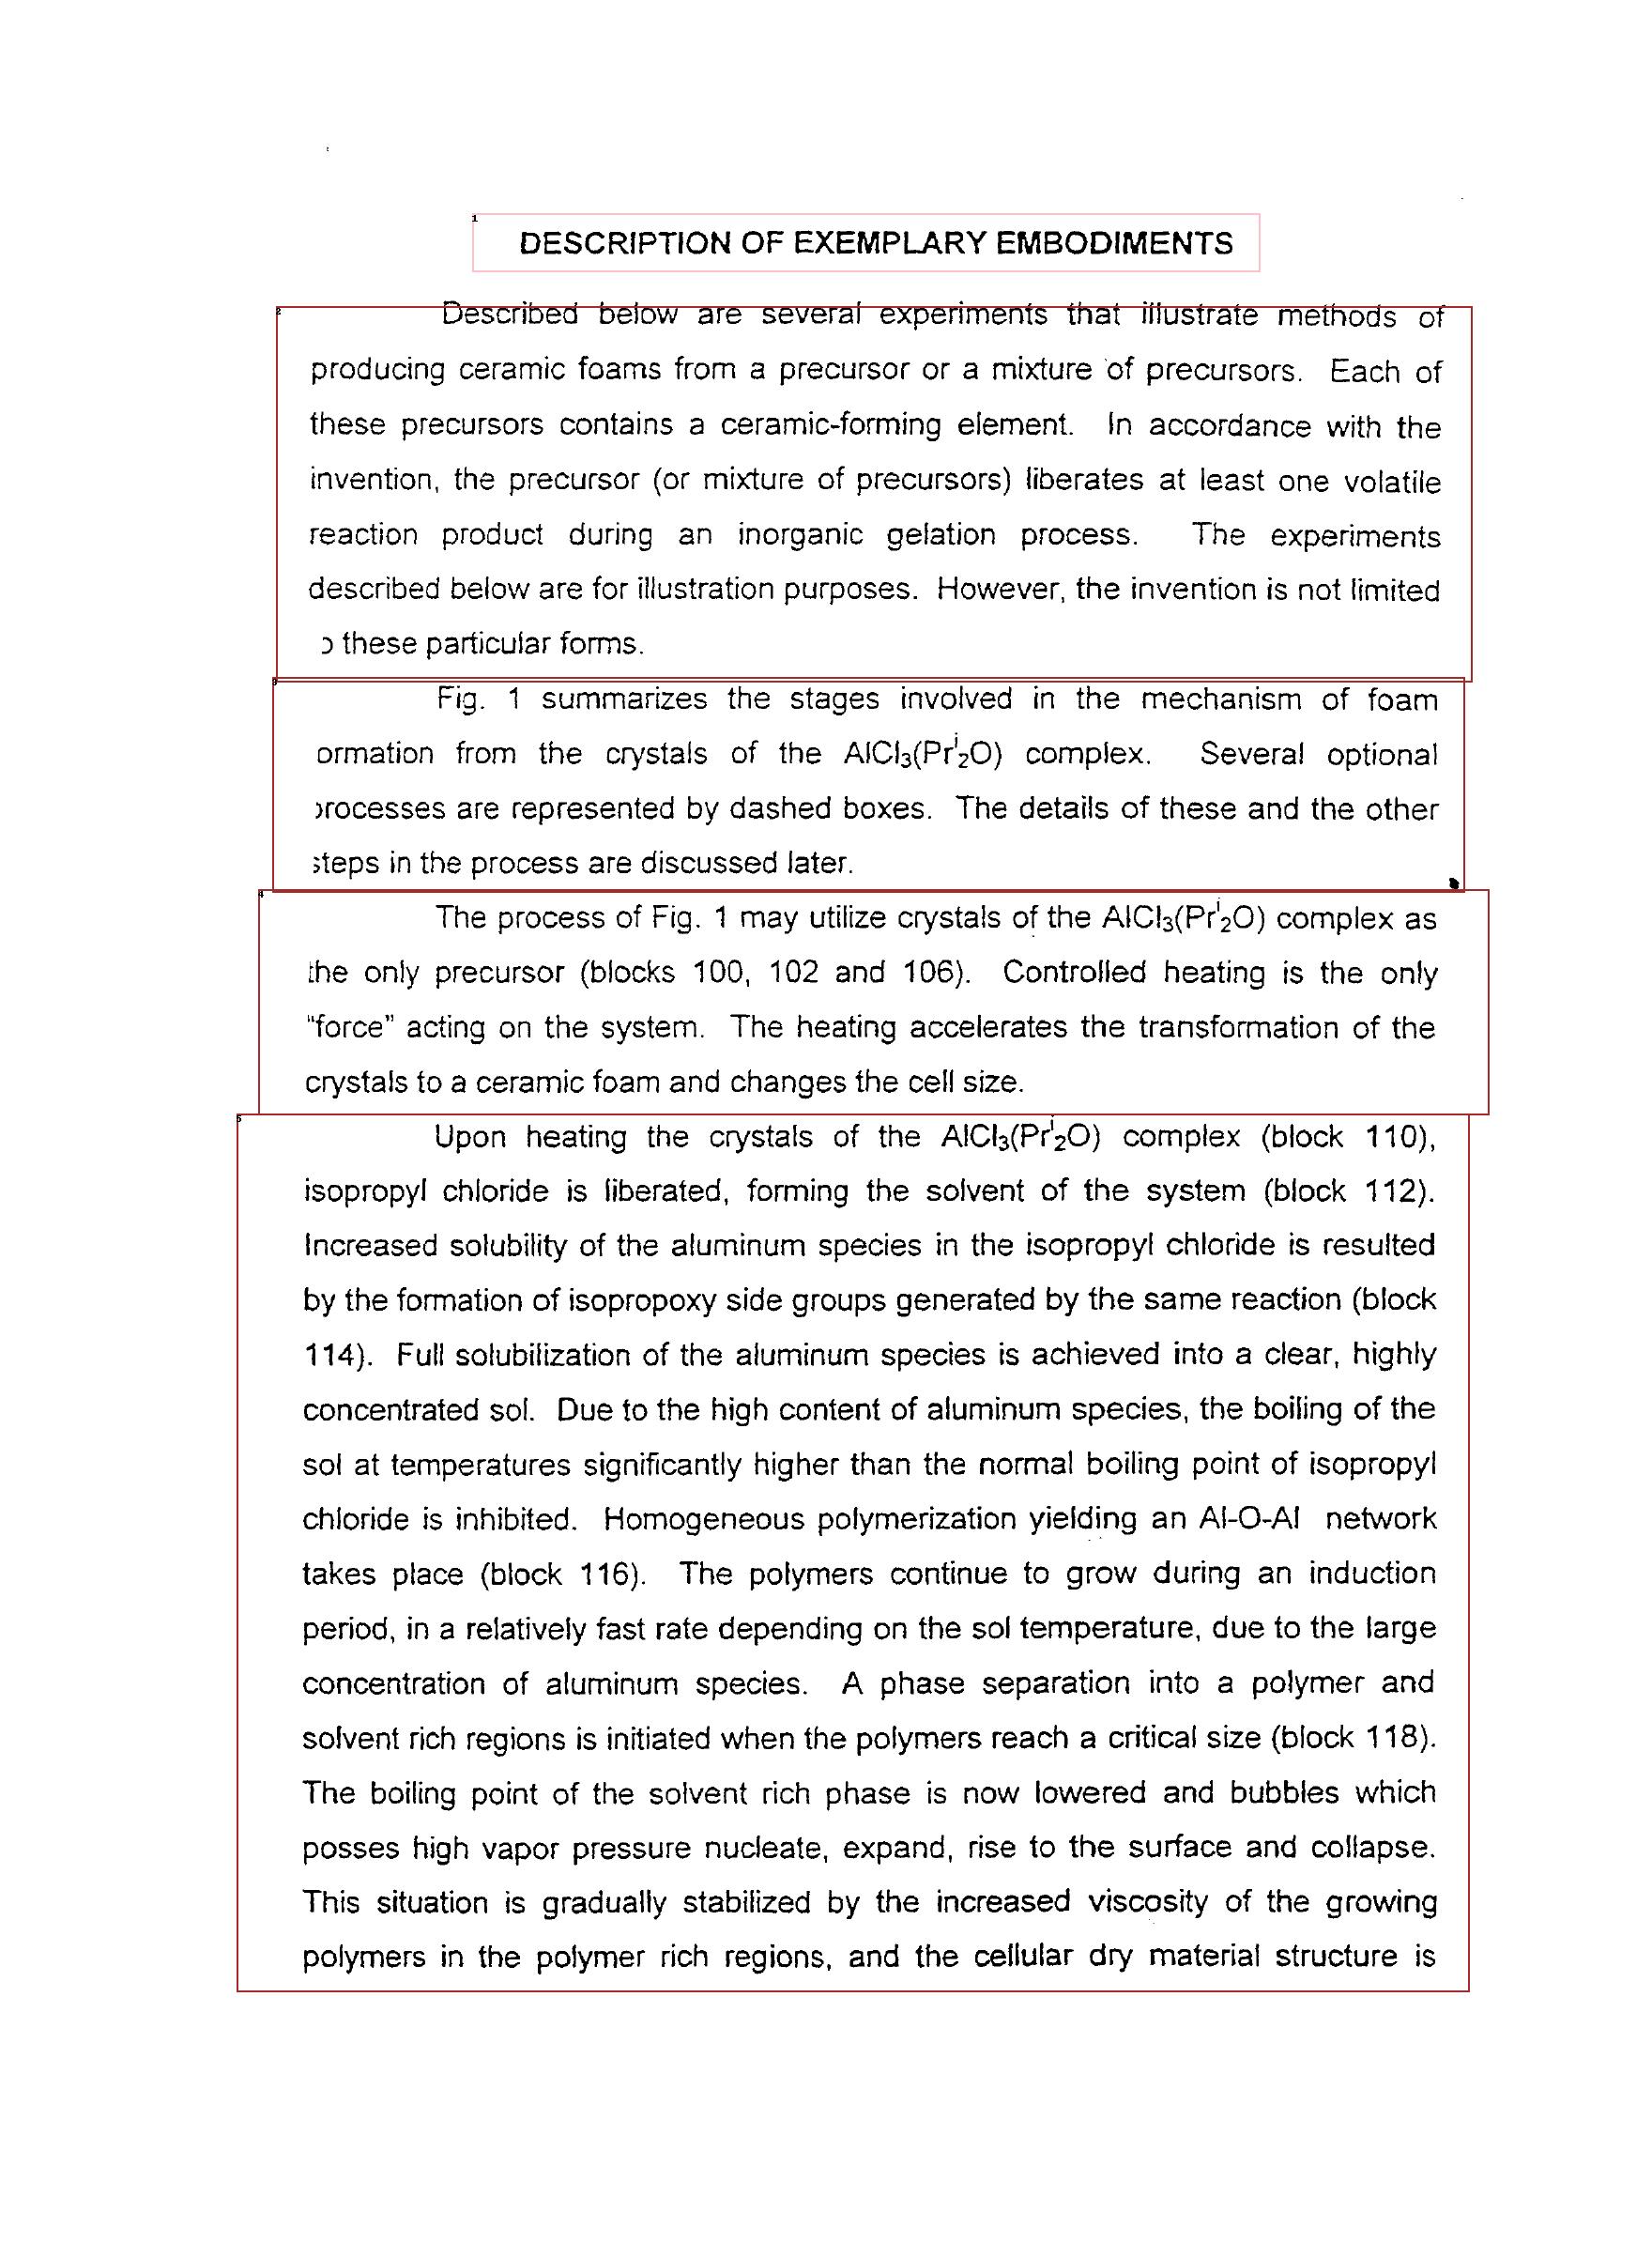 DESCRIPTION OF EXEMPLARY EMBODIMENTS
Described below are several experiments that illustrate methods of
producing ceramic foams from a precursor or a mixture of precursors. Each of
these precursors contains a ceramic-forming element. In accordance with the
invention, the precursor (or mixture of precursors) liberates at least one volatile
reaction product during an inorganic gelation process. The experiments
described below are for illustration purposes. However, the invention is not limited
o these particular forms.
Fig. 1 summarizes the stages involved in the mechanism of foam
ormation from the crystals of the AlCl₃(Prⁱ₂O) complex. Several optional
processes are represented by dashed boxes. The details of these and the other
steps in the process are discussed later.
The process of Fig. 1 may utilize crystals of the AlCl₃(Prⁱ₂O) complex as
the only precursor (blocks 100, 102 and 106). Controlled heating is the only
"force" acting on the system. The heating accelerates the transformation of the
crystals to a ceramic foam and changes the cell size.
Upon heating the crystals of the AlCl₃(Prⁱ₂O) complex (block 110),
isopropyl chloride is liberated, forming the solvent of the system (block 112).
Increased solubility of the aluminum species in the isopropyl chloride is resulted
by the formation of isopropoxy side groups generated by the same reaction (block
114). Full solubilization of the aluminum species is achieved into a clear, highly
concentrated sol. Due to the high content of aluminum species, the boiling of the
sol at temperatures significantly higher than the normal boiling point of isopropyl
chloride is inhibited. Homogeneous polymerization yielding an Al-O-Al network
takes place (block 116). The polymers continue to grow during an induction
period, in a relatively fast rate depending on the sol temperature, due to the large
concentration of aluminum species. A phase separation into a polymer and
solvent rich regions is initiated when the polymers reach a critical size (block 118).
The boiling point of the solvent rich phase is now lowered and bubbles which
posses high vapor pressure nucleate, expand, rise to the surface and collapse.
This situation is gradually stabilized by the increased viscosity of the growing
polymers in the polymer rich regions, and the cellular dry material structure is